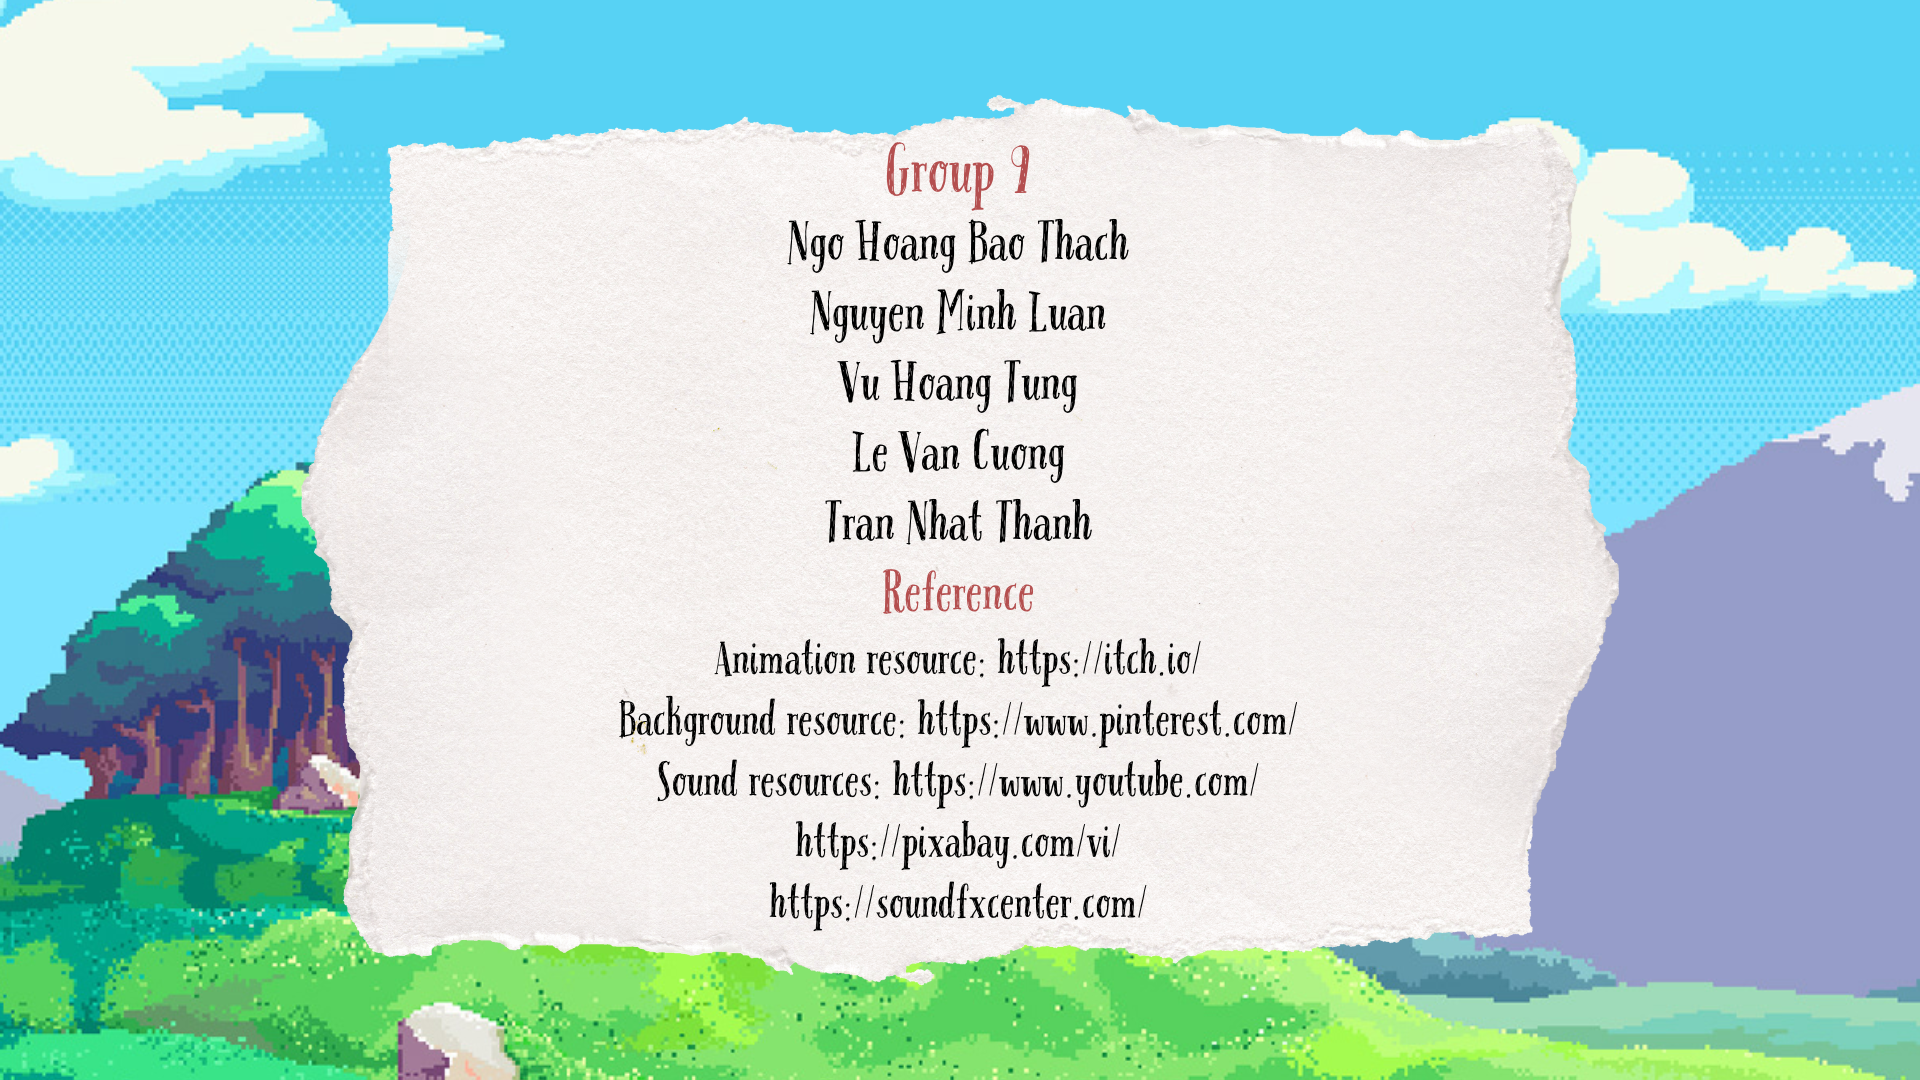 Group 9
Ngo Hoang Bao Thach
Nguyen Minh Luan
Vu Hoang Tung
Le Van Cuong
Tran Nhat Thanh
Reference
Animation resource: https://itch.io/
Background resource: https://www.pinterest.com/
Sound resources: https://www.youtube.com/
https://pixabay.com/vi/
https://soundfxcenter.com/